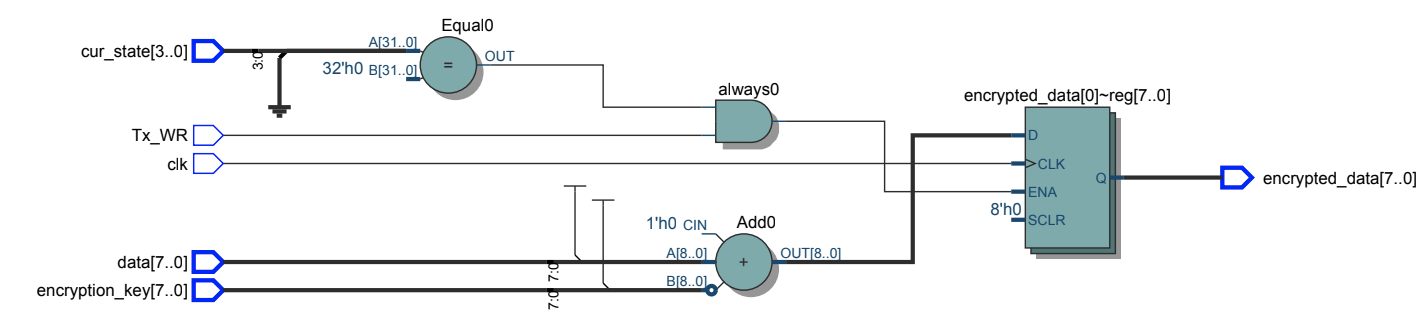 Equal0
cur_state[3..0]
3:0
A[31..0]
32'h0 B[31..0]
=
OUT
always0
Tx_WR
clk
encrypted_data[0]~reg[7..0]
D
CLK
ENA
8'h0 SCLR
Q
encrypted_data[7..0]
1'h0 CIN
Add0
data[7..0]
7:0
A[8..0]
+
OUT[8..0]
encryption_key[7..0]
7:0
B[8..0]